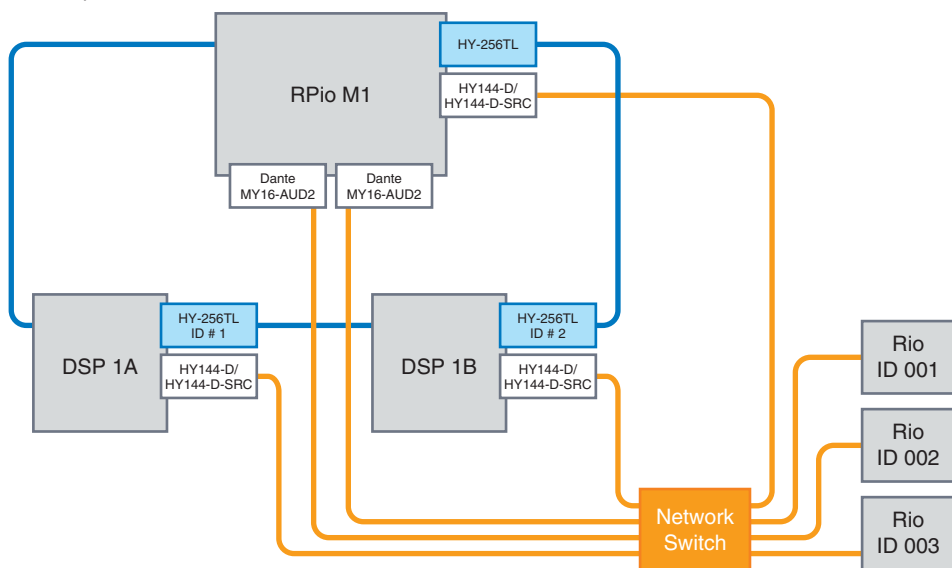 HY-256TL
RPio M1
HY144-D/
HY144-D-SRC
Dante
MY16-AUD2
Dante
MY16-AUD2
DSP 1A
HY-256TL
ID # 1
HY144-D/
HY144-D-SRC
DSP 1B
HY-256TL
ID # 2
HY144-D/
HY144-D-SRC
Rio
ID 001
Rio
ID 002
Network
Switch
Rio
ID 003